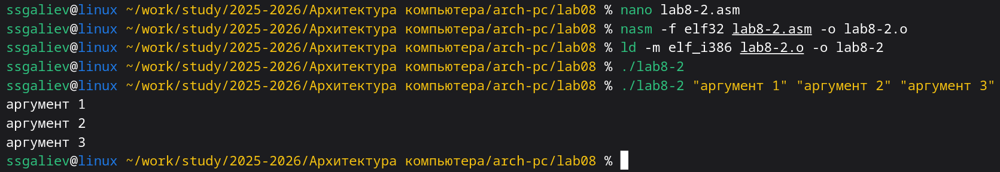 ssgaliev@linux ~/work/study/2025-2026/Архитектура компьютера/arch-pc/lab08 % nano lab8-2.asm
ssgaliev@linux ~/work/study/2025-2026/Архитектура компьютера/arch-pc/lab08 % nasm -f elf32 lab8-2.asm -o lab8-2.o
ssgaliev@linux ~/work/study/2025-2026/Архитектура компьютера/arch-pc/lab08 % ld -m elf_i386 lab8-2.o -o lab8-2
ssgaliev@linux ~/work/study/2025-2026/Архитектура компьютера/arch-pc/lab08 % ./lab8-2
ssgaliev@linux ~/work/study/2025-2026/Архитектура компьютера/arch-pc/lab08 % ./lab8-2 "аргумент 1" "аргумент 2" "аргумент 3"
аргумент 1
аргумент 2
аргумент 3
ssgaliev@linux ~/work/study/2025-2026/Архитектура компьютера/arch-pc/lab08 %